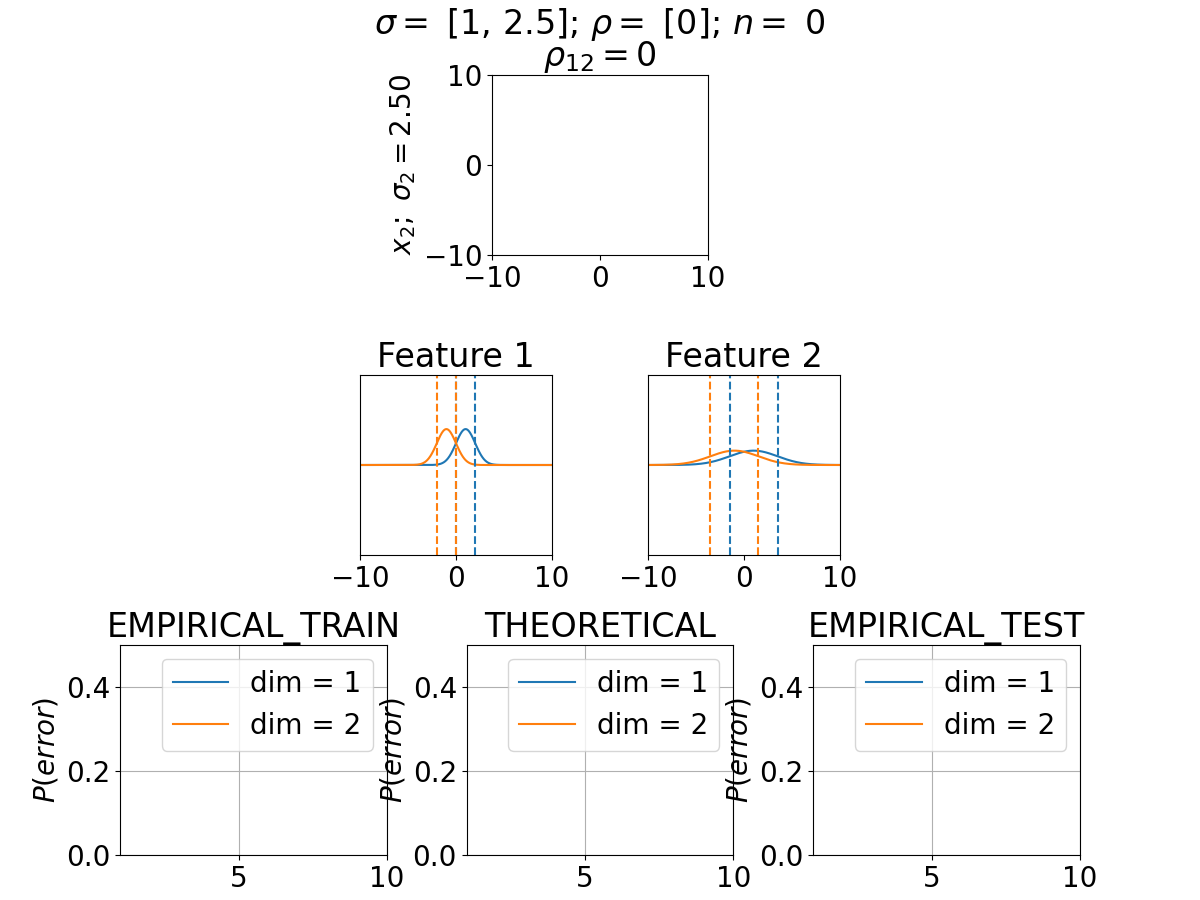 σ = [1, 2.5]; ρ = [0]; n = 0
ρ₁₂ = 0
x₂; σ₂ = 2.50
10
0
−10
−10 0 10
Feature 1 Feature 2
−10 0 10 −10 0 10
EMPIRICAL_TRAIN THEORETICAL EMPIRICAL_TEST
P(error)
0.4
0.2
0.0
dim = 1
dim = 2
5 10
P(error)
0.4
0.2
0.0
dim = 1
dim = 2
5 10
P(error)
0.4
0.2
0.0
dim = 1
dim = 2
5 10